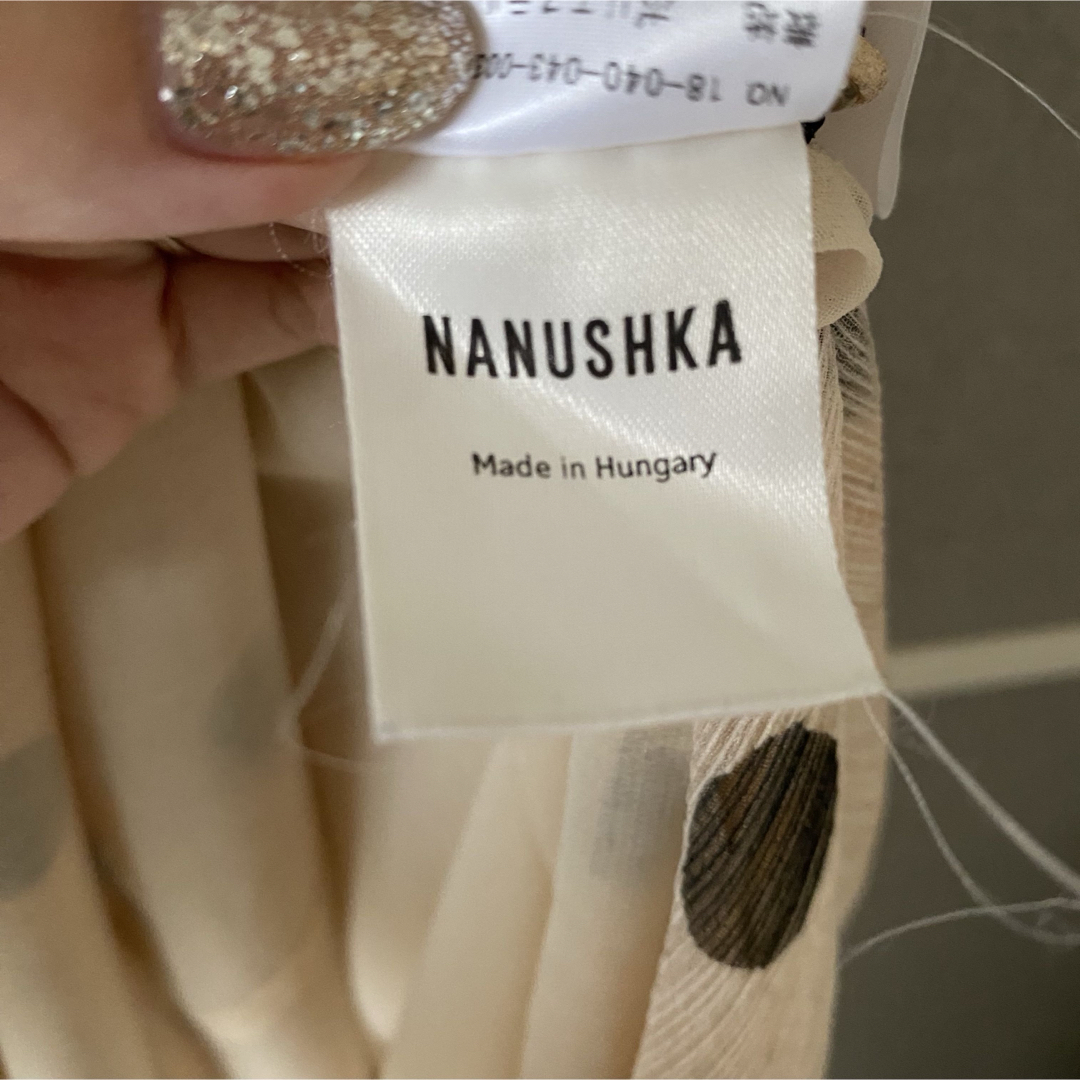 NO 18-040-043-003
NANUSHKA
Made in Hungary